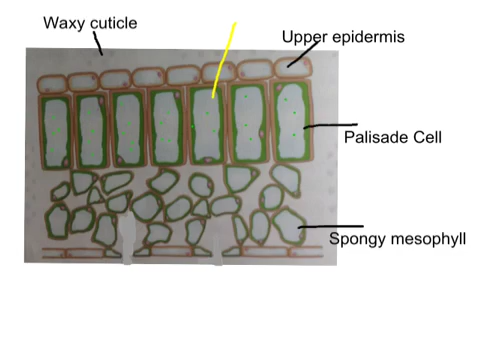 Waxy cuticle
Upper epidermis
Palisade Cell
Spongy mesophyll